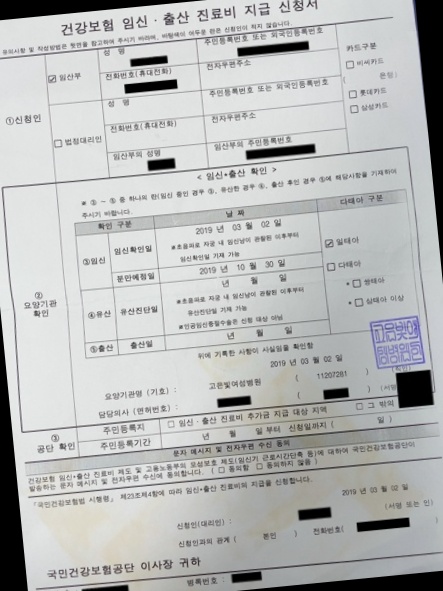 건강보험 임신 · 출산 진료비 지급 신청서
유의사항 및 작성방법은 뒷면을 참고하여 주시기 바라며, 바탕색이 어두운 란은 신청인이 적지 않습니다.
성 명 주민등록번호 또는 외국인등록번호 카드구분
임산부 전화번호(휴대전화) 전자우편주소 비씨카드
①신청인 성 명 주민등록번호 또는 외국인등록번호 롯데카드
법정대리인 전화번호(휴대전화) 전자우편주소 삼성카드
임산부의 성명 임산부의 주민등록번호
< 임신•출산 확인 >
※ ③ ~ ⑤ 중 하나의 란(임신 중인 경우 ③, 유산한 경우 ④, 출산 후인 경우 ⑤에 해당사항을 기재하여
주시기 바랍니다.
확인 구분 날 짜 다태아 구분
③임신 임신확인일 2019 년 03 월 02 일
※초음파로 자궁 내 임신낭이 관찰된 이후부터
임신확인일 기재 가능
일태아
분만예정일 2019 년 10 월 30 일
다태아
② 요양기관 확인
④유산 유산진단일 년 월 일
※초음파로 자궁 내 임신낭이 관찰된 이후부터
유산진단일 기재 가능
※인공임신중절수술은 신청 대상 아님
쌍태아
삼태아 이상
⑤출산 출산일 년 월 일
위에 기록한 사항이 사실임을 확인함
2019 년 03 월 02 일
요양기관명 (기호) : 고은빛여성병원 ( 11207281 )
담당의사 (면허번호) : ( ) (서명
③ 공단 확인
주민등록지 임신 · 출산 진료비 추가금 지급 대상 지역 그 밖의
주민등록기간 년 월 일 부터 신청일까지 ( 일 )
문자 메시지 및 전자우편 수신 동의
건강보험 임신•출산 진료비 제도 및 고용노동부의 모성보호 제도(임신기 근로시간단축 등)에 대하여 국민건강보험공단이
발송하는 문자 메시지 및 전자우편 수신에 동의합니다. ( 동의함 동의하지 않음 )
「국민건강보험법 시행령」 제23조제4항에 따라 임신•출산 진료비의 지급을 신청합니다.
2019 년 03 월 02 일
신청인(대리인) : (서명 또는 인)
신청인과의 관계 ( 본인 ) 전화번호( )
국민건강보험공단 이사장 귀하
병록번호 :